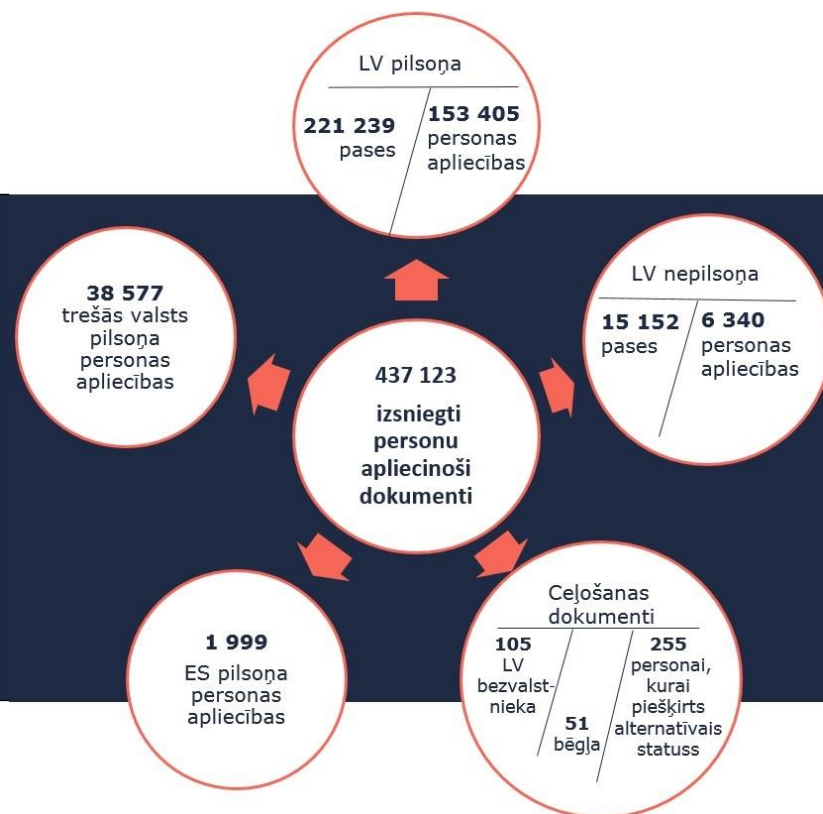 LV pilsoņa
221 239
pases
153 405
personas
apliecības
38 577
trešās valsts
pilsoņa
personas
apliecības
LV nepilsoņa
15 152
pases
6 340
personas
apliecības
437 123
izsniegti
personu
apliecinoši
dokumenti
1 999
ES pilsoņa
personas
apliecības
Ceļošanas
dokumenti
105
LV
bezvalst-
nieka
51
bēgļa
255
personai,
kurai
piešķirts
alternatīvais
statuss